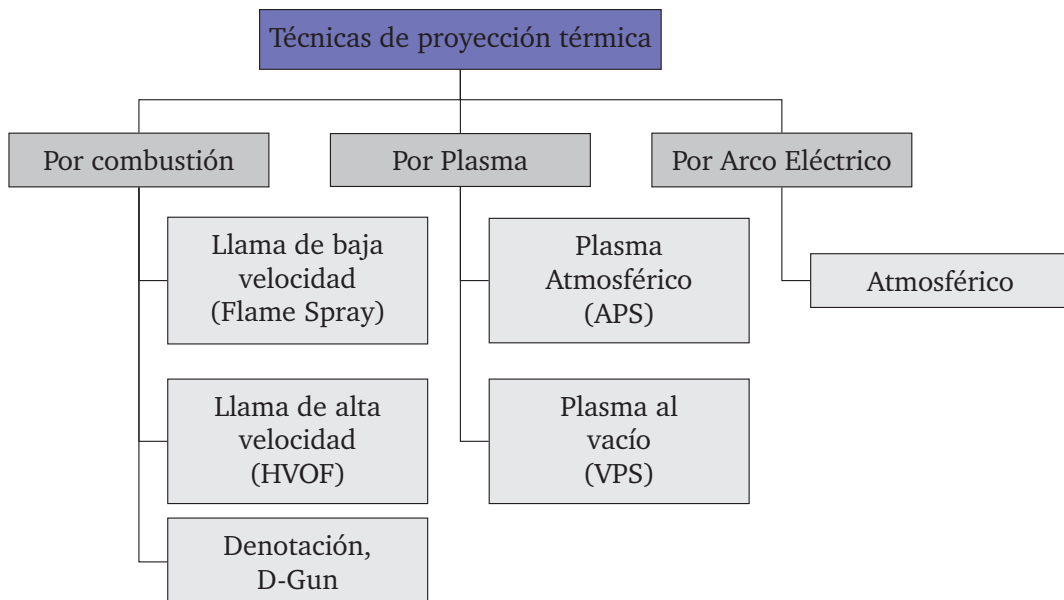 Técnicas de proyección térmica
Por combustión
Por Plasma
Por Arco Eléctrico
Llama de baja
velocidad
(Flame Spray)
Plasma
Atmosférico
(APS)
Atmosférico
Llama de alta
velocidad
(HVOF)
Plasma al
vacío
(VPS)
Denotación,
D-Gun